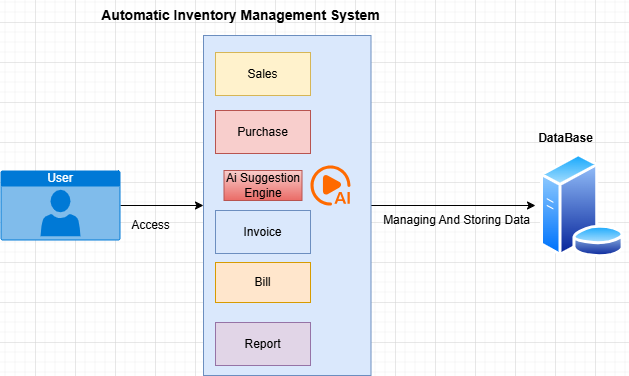 Automatic Inventory Management System
Sales
Purchase
DataBase
User
Ai Suggestion
Engine
AI
Access
Managing And Storing Data
Invoice
Bill
Report